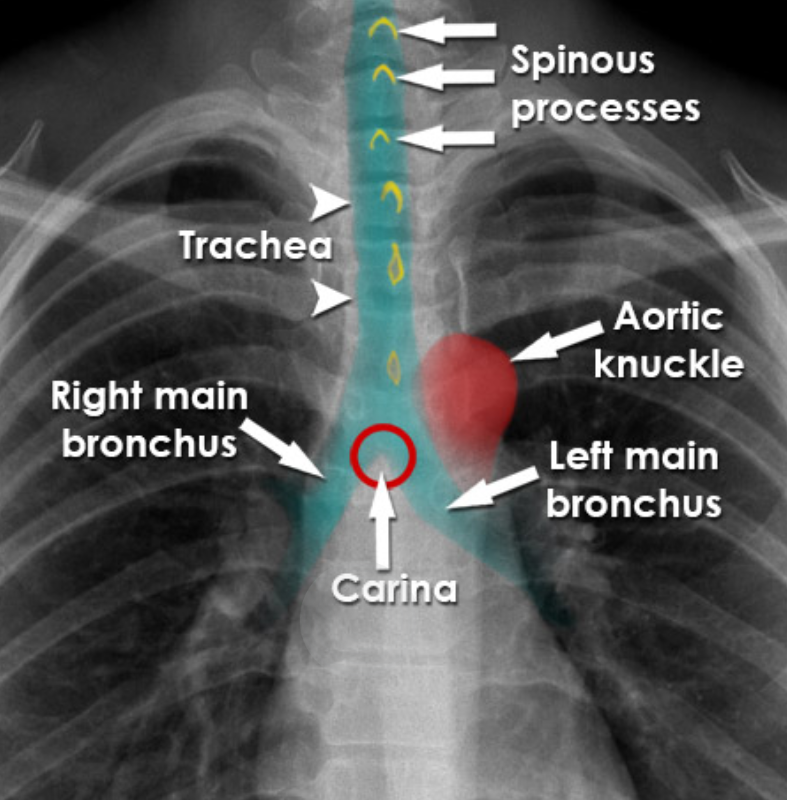 Spinous
processes
Trachea
Aortic
knuckle
Right main
bronchus
Left main
bronchus
Carina